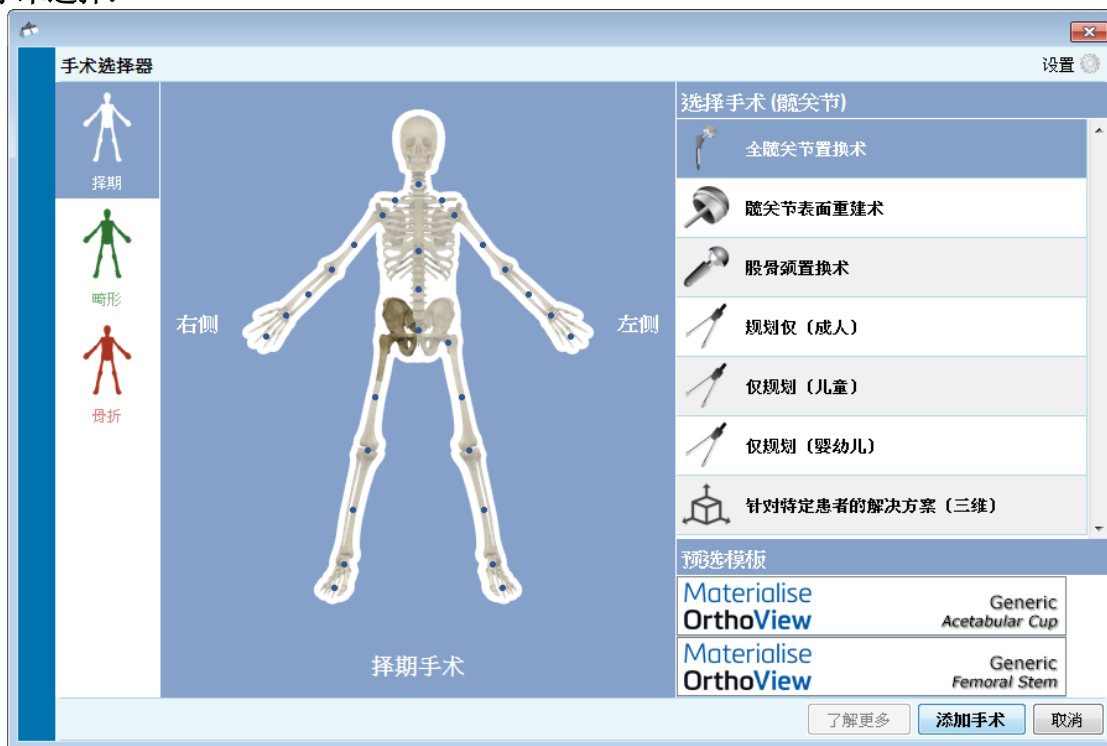 手术选择器
设置
择期
畸形
骨折
右侧
左侧
择期手术
选择手术 (髋关节)
全髋关节置换术
髋关节表面重建术
股骨颈置换术
规划仅（成人）
仅规划（儿童）
仅规划（婴幼儿）
针对特定患者的解决方案（三维）
预选模板
Materialise
OrthoView
Generic
Acetabular Cup
Materialise
OrthoView
Generic
Femoral Stem
了解更多
添加手术
取消